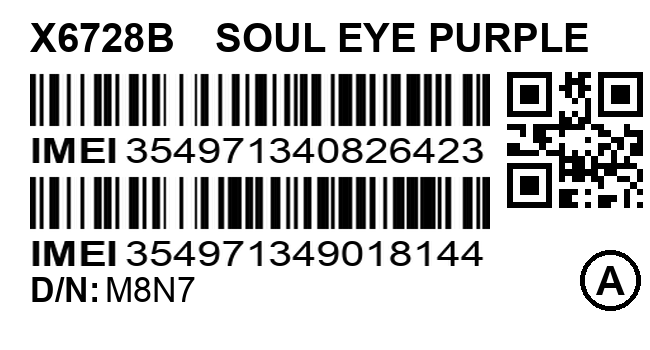 X6728B SOUL EYE PURPLE
IMEI 354971340826423
IMEI 354971349018144
D/N: M8N7
A